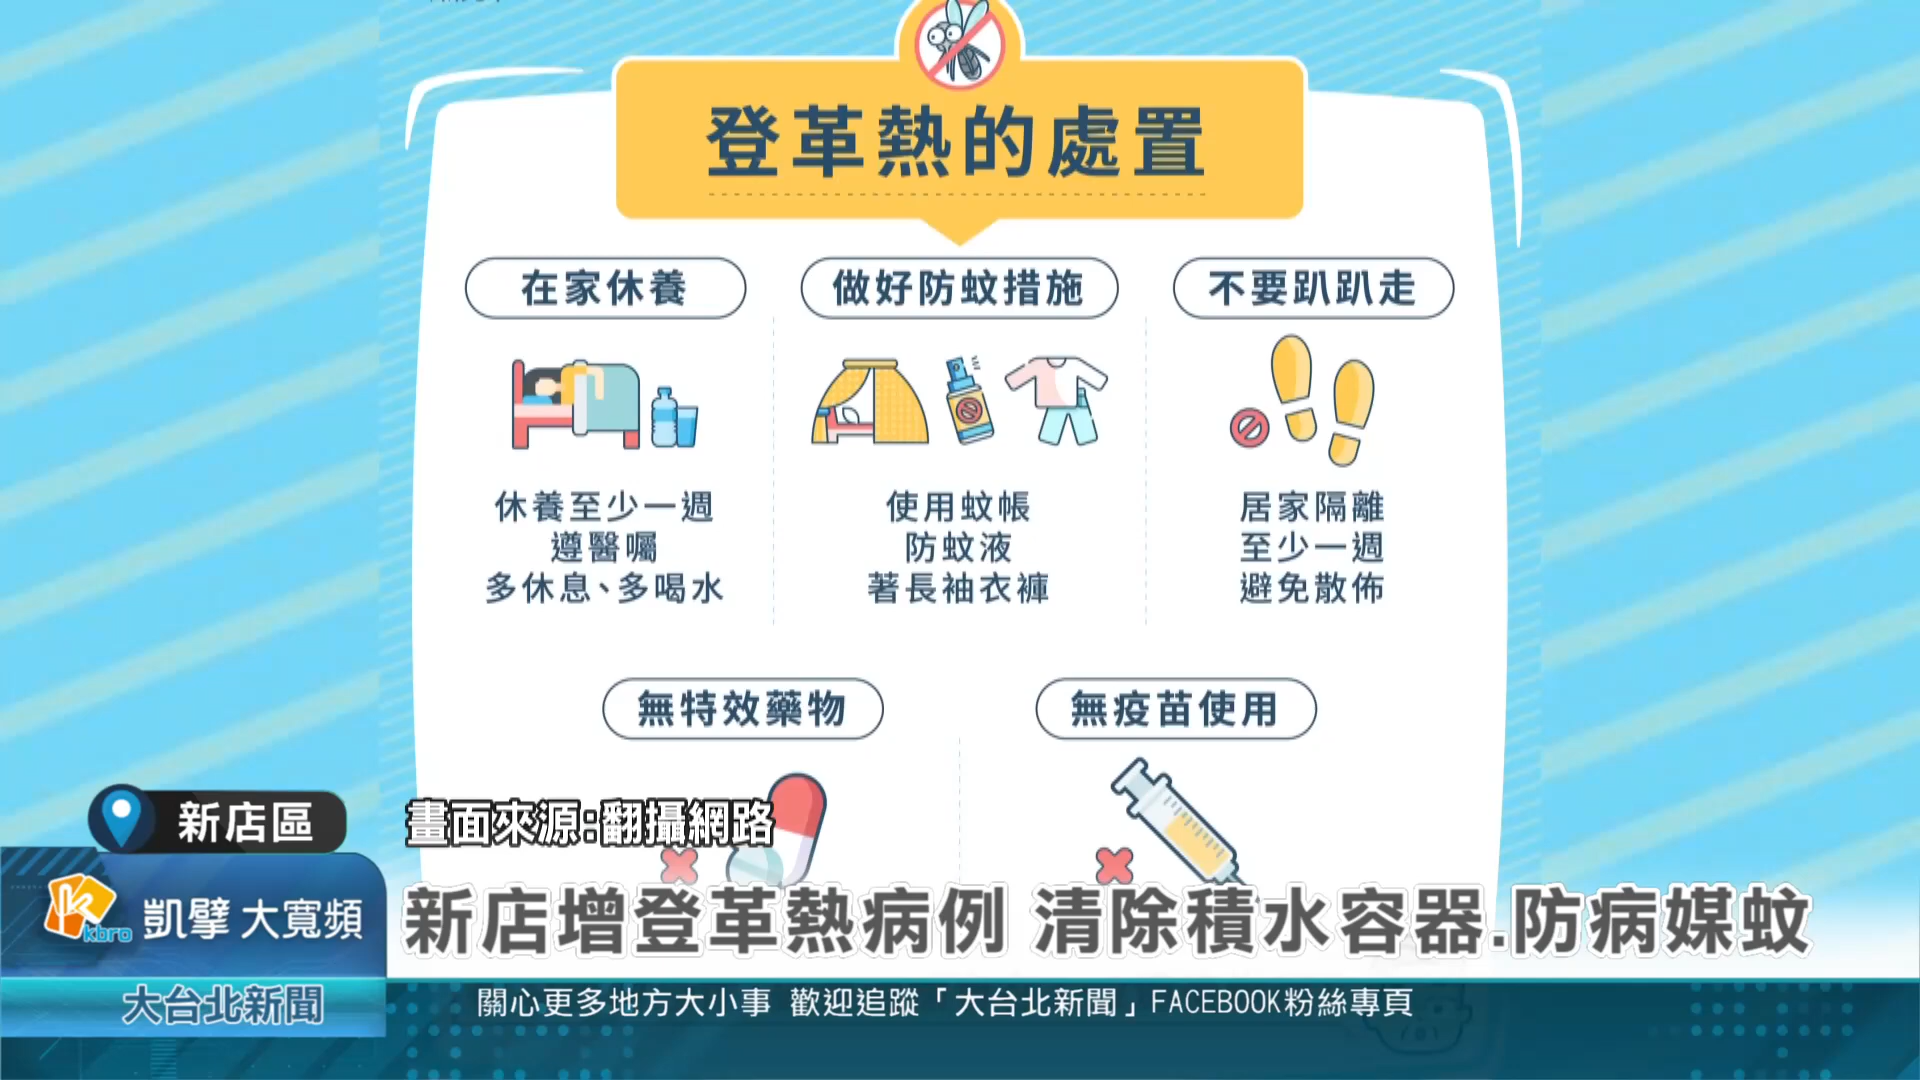 登革熱的處置
在家休養
做好防蚊措施
不要趴趴走
休養至少一週
遵醫囑
多休息、多喝水
使用蚊帳
防蚊液
著長袖衣褲
居家隔離
至少一週
避免散佈
無特效藥物
無疫苗使用
新店區
畫面來源:翻攝網路
kbro
凱擘 大寬頻
新店增登革熱病例 清除積水容器.防病媒蚊
大台北新聞
關心更多地方大小事 歡迎追蹤「大台北新聞」FACEBOOK粉絲專頁